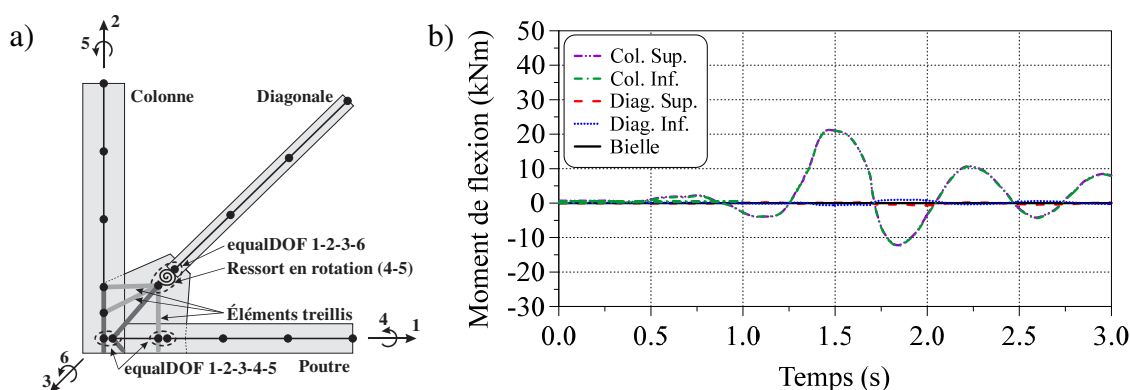 a)
2
5
Colonne
Diagonale
equalDOF 1-2-3-6
Ressort en rotation (4-5)
Éléments treillis
4
1
6
3
equalDOF 1-2-3-4-5
Poutre
b)
Moment de flexion (kNm)
50
40
30
20
10
0
-10
-20
-30
Col. Sup.
Col. Inf.
Diag. Sup.
Diag. Inf.
Bielle
0.0
0.5
1.0
1.5
2.0
2.5
3.0
Temps (s)